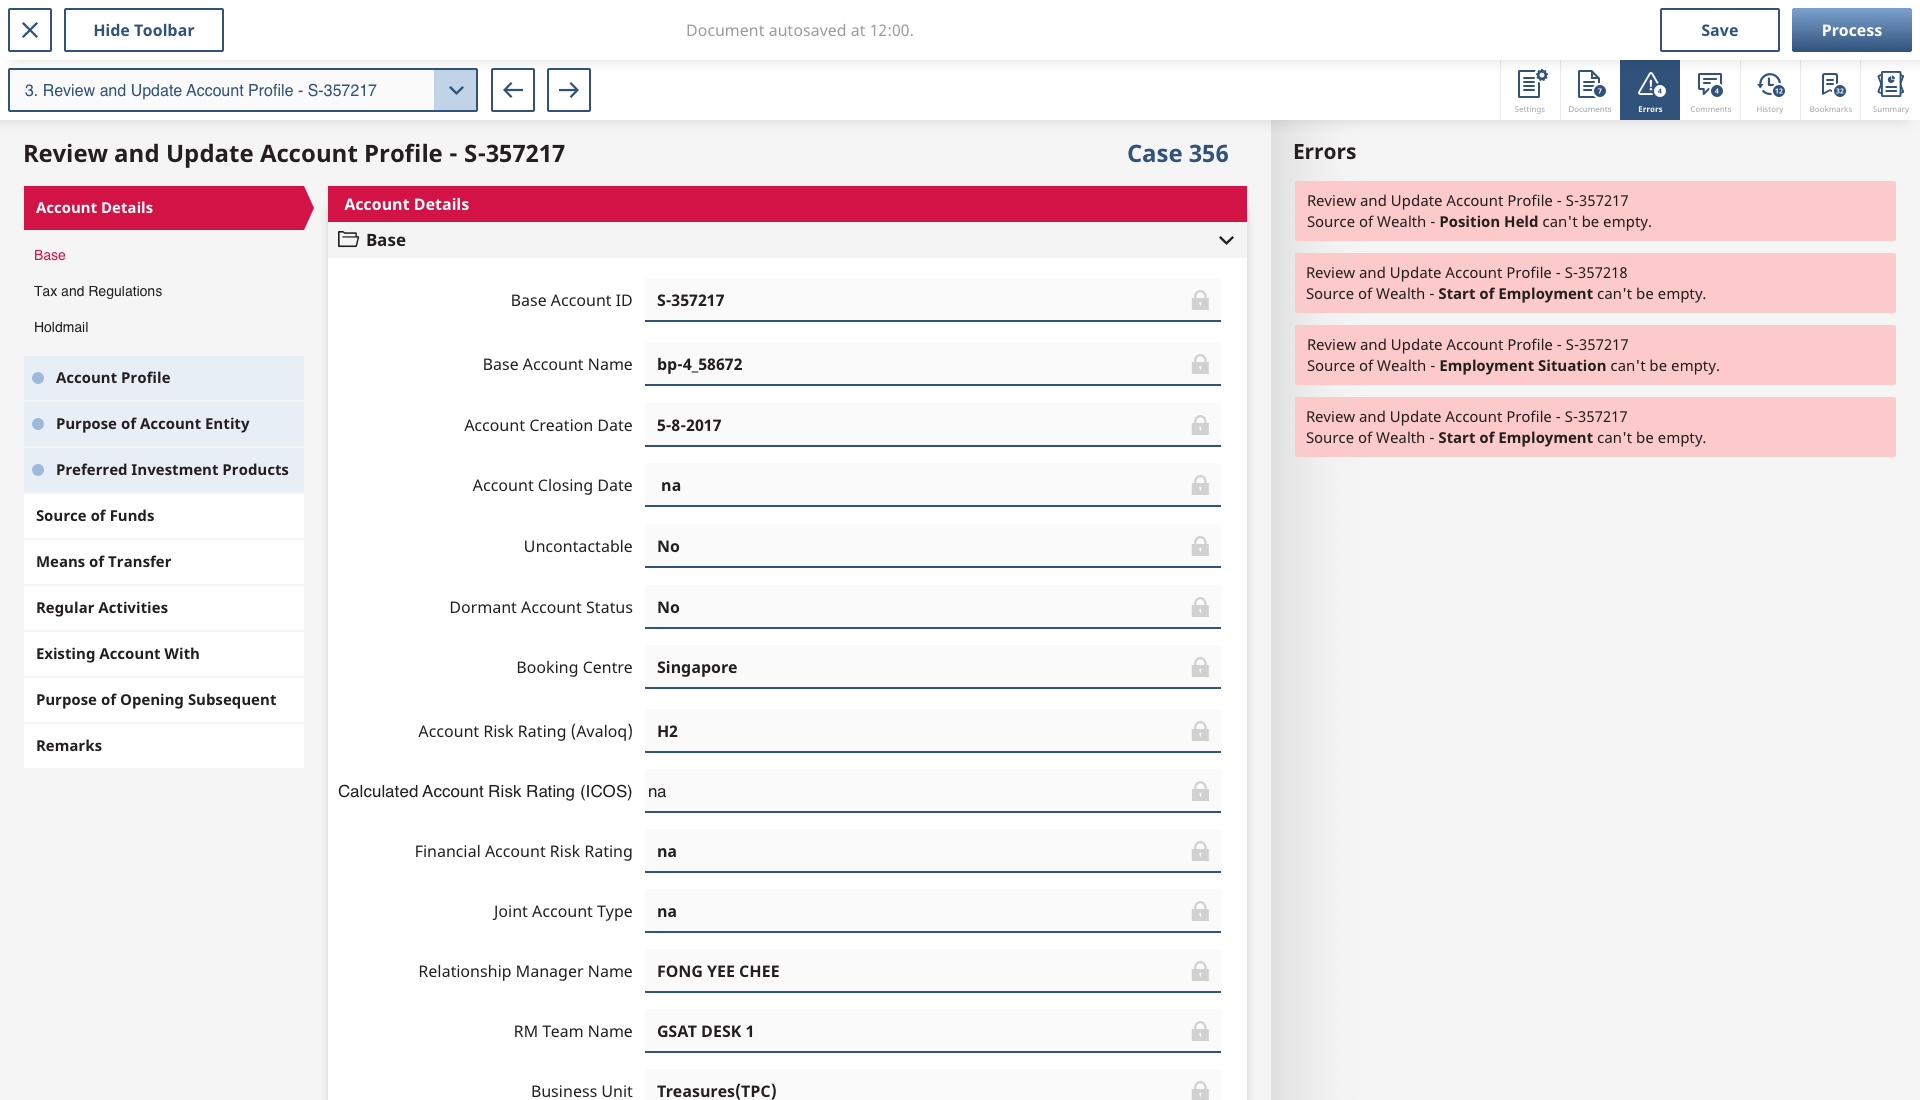 Hide Toolbar
Document autosaved at 12:00.
Save
Process
3. Review and Update Account Profile - S-357217
Settings
7
Documents
4
Errors
4
Comments
12
History
32
Bookmarks
Summary
Review and Update Account Profile - S-357217
Case 356
Account Details
Base
Tax and Regulations
Holdmail
Account Profile
Purpose of Account Entity
Preferred Investment Products
Source of Funds
Means of Transfer
Regular Activities
Existing Account With
Purpose of Opening Subsequent
Remarks
Account Details
Base
Base Account ID S-357217
Base Account Name bp-4_58672
Account Creation Date 5-8-2017
Account Closing Date na
Uncontactable No
Dormant Account Status No
Booking Centre Singapore
Account Risk Rating (Avaloq) H2
Calculated Account Risk Rating (ICOS) na
Financial Account Risk Rating na
Joint Account Type na
Relationship Manager Name FONG YEE CHEE
RM Team Name GSAT DESK 1
Business Unit Treasures(TPC)
Errors
Review and Update Account Profile - S-357217
Source of Wealth - Position Held can't be empty.
Review and Update Account Profile - S-357218
Source of Wealth - Start of Employment can't be empty.
Review and Update Account Profile - S-357217
Source of Wealth - Employment Situation can't be empty.
Review and Update Account Profile - S-357217
Source of Wealth - Start of Employment can't be empty.